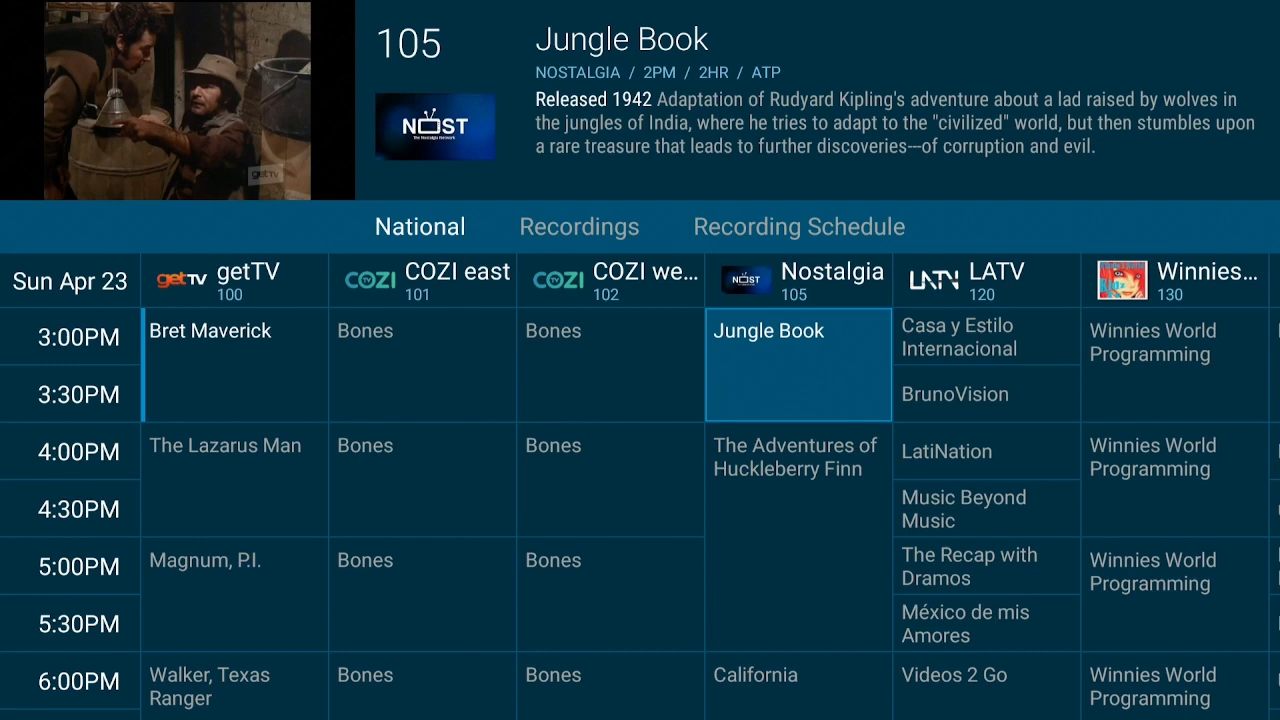 getTV
105
NOST
The Nostalgia Network
Jungle Book
NOSTALGIA / 2PM / 2HR / ATP
Released 1942 Adaptation of Rudyard Kipling's adventure about a lad raised by wolves in
the jungles of India, where he tries to adapt to the "civilized" world, but then stumbles upon
a rare treasure that leads to further discoveries---of corruption and evil.
National Recordings Recording Schedule
Sun Apr 23
getTV getTV
100
COZI TV COZI east
101
COZI TV COZI we...
102
NOST Nostalgia
105
LATV LATV
120
Winnies...
130
3:00PM
Bret Maverick
Bones
Bones
Jungle Book
Casa y Estilo
Internacional
Winnies World
Programming
3:30PM
BrunoVision
4:00PM
The Lazarus Man
Bones
Bones
The Adventures of
Huckleberry Finn
LatiNation
Winnies World
Programming
4:30PM
Music Beyond
Music
5:00PM
Magnum, P.I.
Bones
Bones
The Recap with
Dramos
Winnies World
Programming
5:30PM
México de mis
Amores
6:00PM
Walker, Texas
Ranger
Bones
Bones
California
Videos 2 Go
Winnies World
Programming